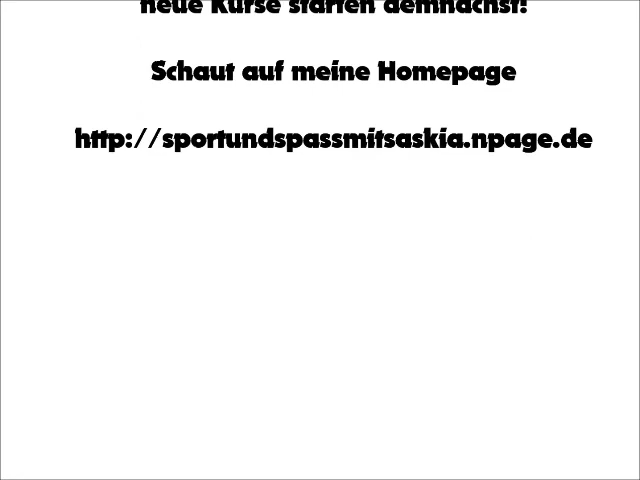 neue Kurse starten demnächst!
Schaut auf meine Homepage
http://sportundspassmitsaskia.npage.de